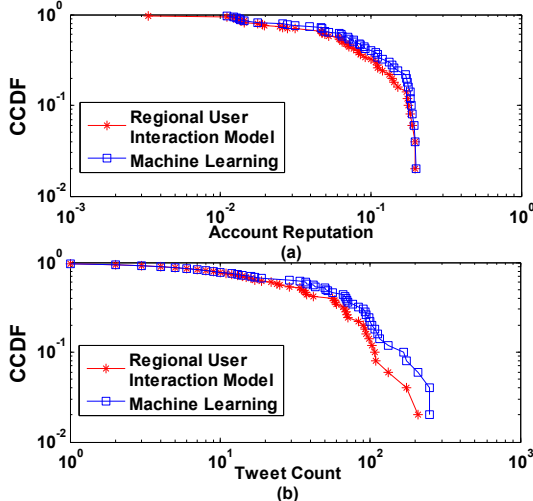 CCDF
10^0
10^-1
10^-2
Regional User
Interaction Model
Machine Learning
10^-3
10^-2
10^-1
10^0
Account Reputation
(a)
CCDF
10^0
10^-1
10^-2
Regional User
Interaction Model
Machine Learning
10^0
10^1
10^2
10^3
Tweet Count
(b)